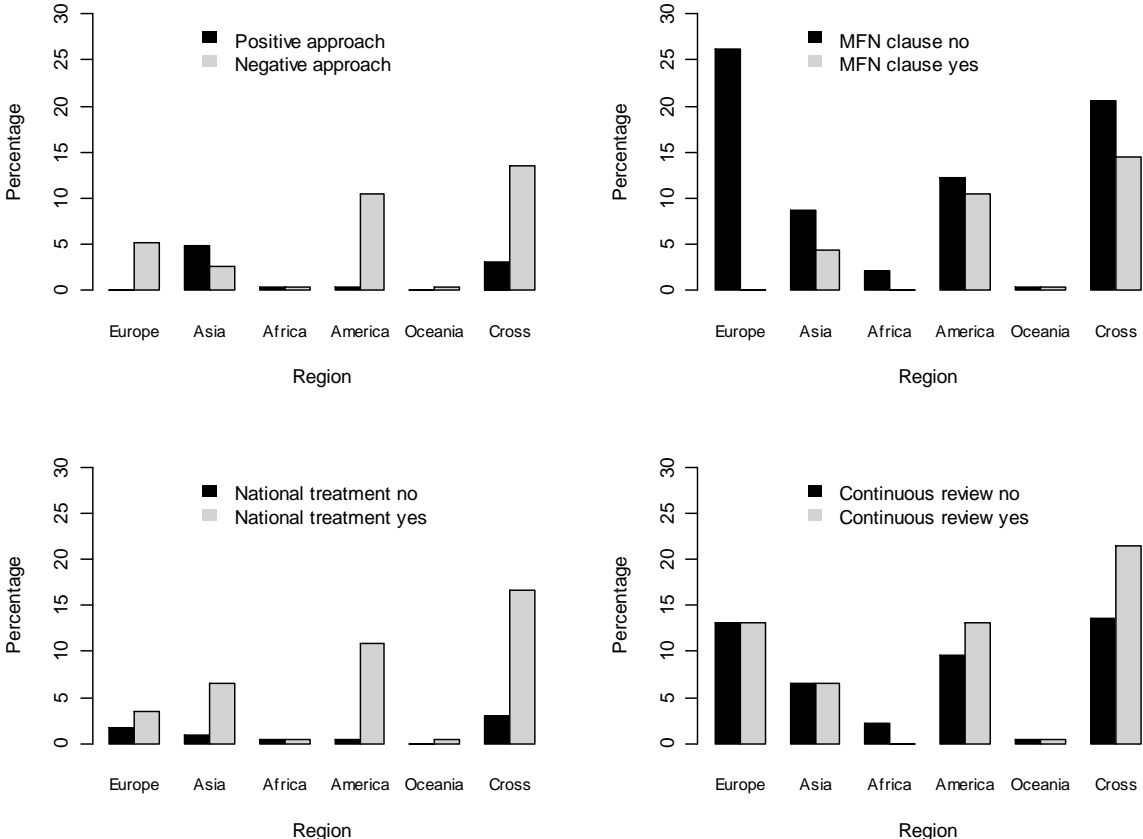 Positive approach
Negative approach
Percentage
30
25
20
15
10
5
0
Europe Asia Africa America Oceania Cross
Region
MFN clause no
MFN clause yes
Percentage
30
25
20
15
10
5
0
Europe Asia Africa America Oceania Cross
Region
National treatment no
National treatment yes
Percentage
30
25
20
15
10
5
0
Europe Asia Africa America Oceania Cross
Region
Continuous review no
Continuous review yes
Percentage
30
25
20
15
10
5
0
Europe Asia Africa America Oceania Cross
Region